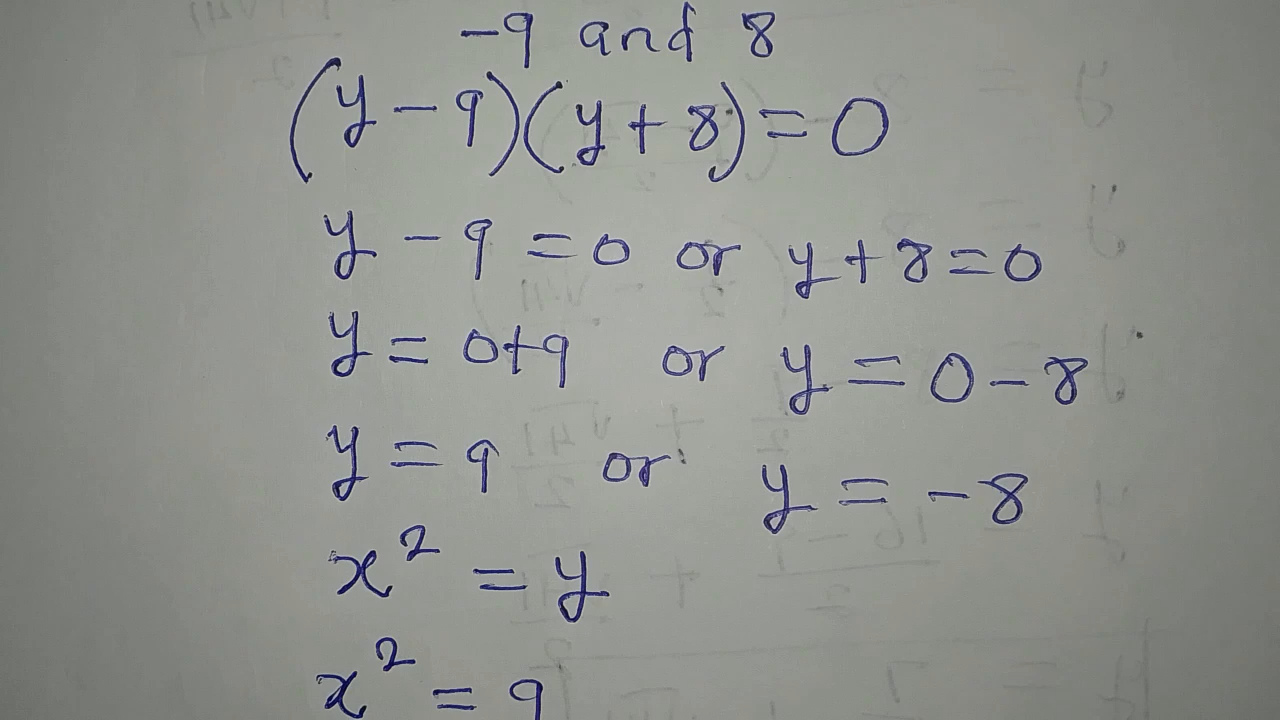 -9 and 8
(y - 9)(y + 8) = 0
y - 9 = 0 or y + 8 = 0
y = 0+9 or y = 0 - 8
y = 9 or y = -8
x² = y
x² = 9